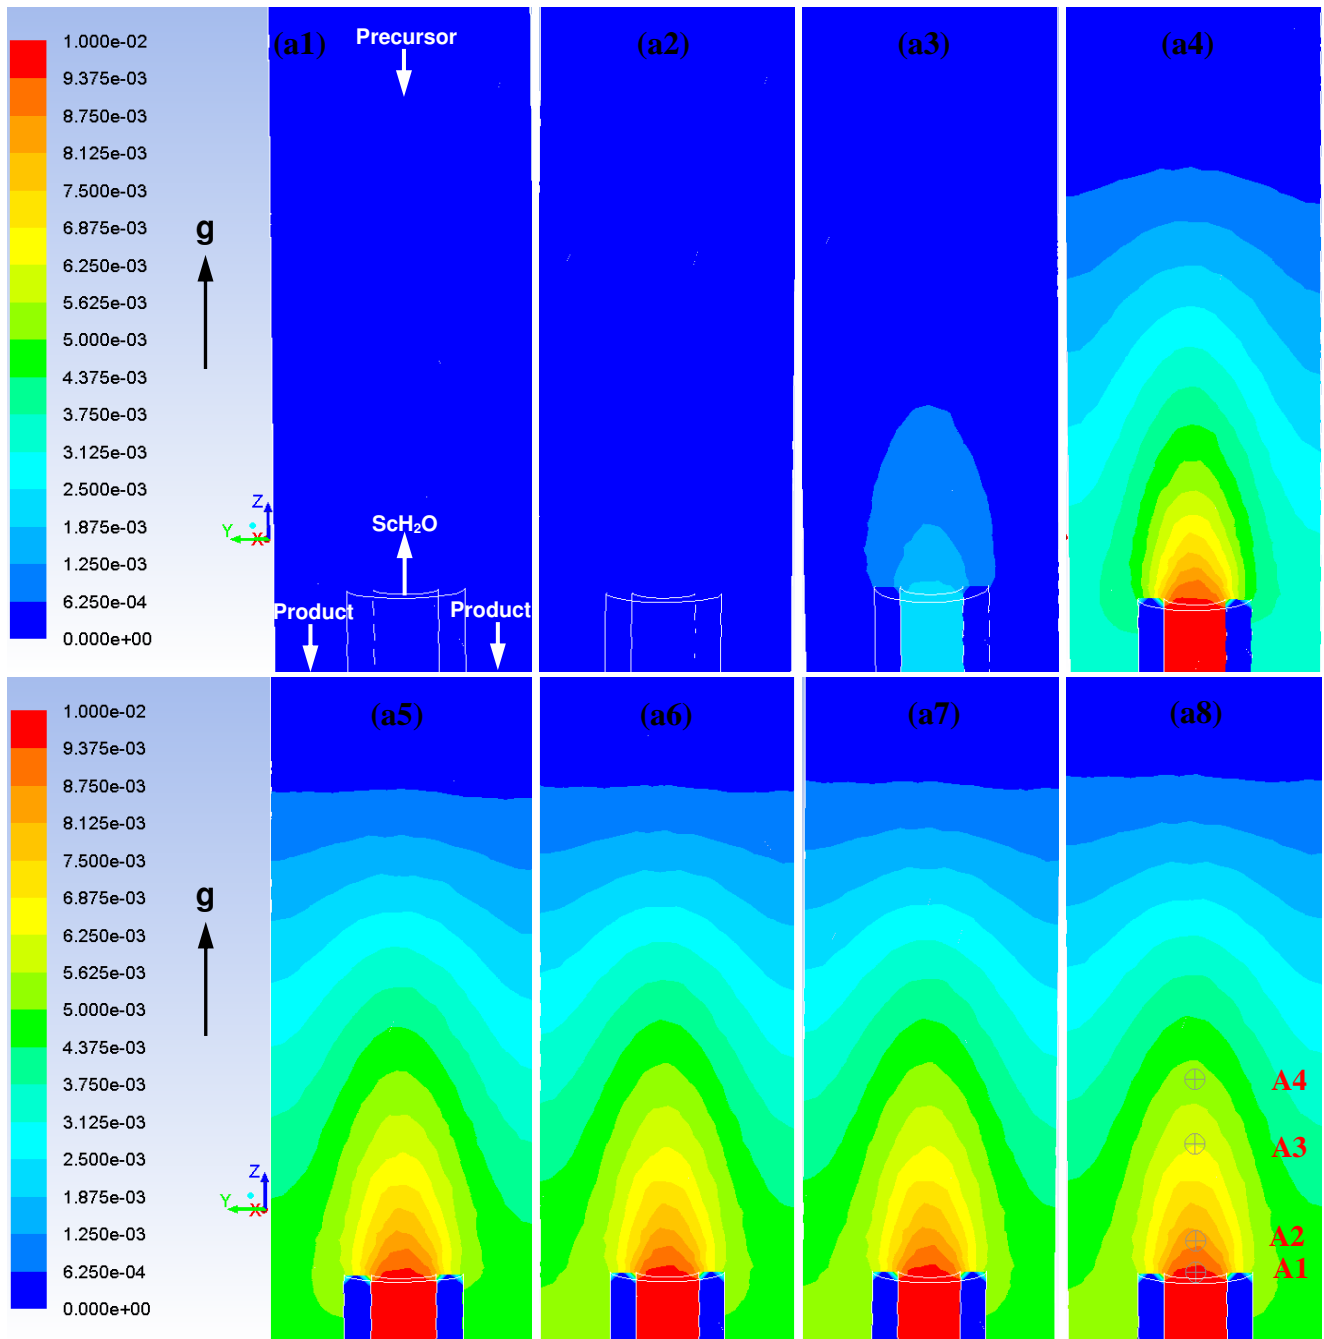 (a1)
Precursor
(a2)
(a3)
(a4)
1.000e-02
9.375e-03
8.750e-03
8.125e-03
7.500e-03
6.875e-03
6.250e-03
5.625e-03
5.000e-03
4.375e-03
3.750e-03
3.125e-03
2.500e-03
1.875e-03
1.250e-03
6.250e-04
0.000e+00
g
Z
Y
X
ScH₂O
Product
Product
(a5)
(a6)
(a7)
(a8)
1.000e-02
9.375e-03
8.750e-03
8.125e-03
7.500e-03
6.875e-03
6.250e-03
5.625e-03
5.000e-03
4.375e-03
3.750e-03
3.125e-03
2.500e-03
1.875e-03
1.250e-03
6.250e-04
0.000e+00
g
Z
Y
X
A4
A3
A2
A1